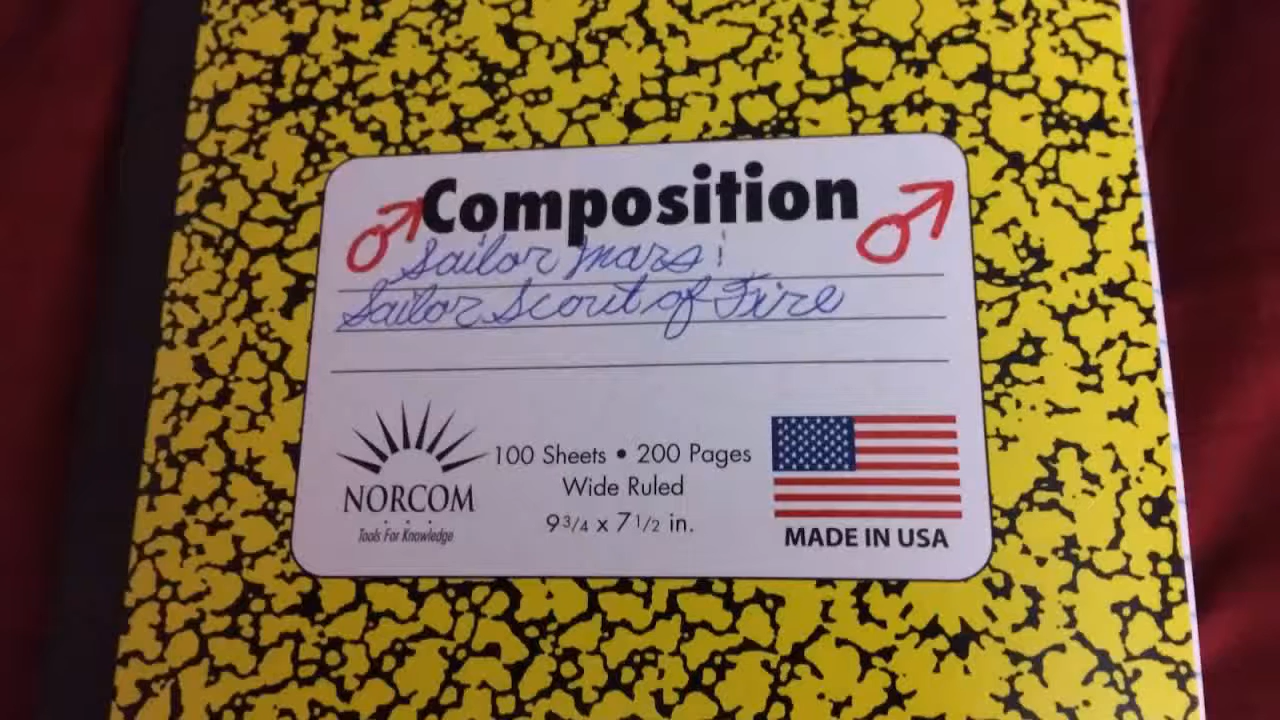 Composition
Sailor Mars:
Sailor Scout of Fire
NORCOM
Tools For Knowledge
100 Sheets • 200 Pages
Wide Ruled
9 3/4 x 7 1/2 in.
MADE IN USA